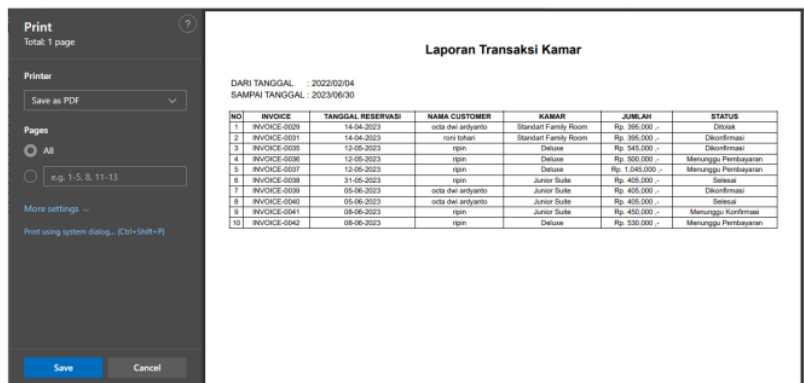 Print
?
Total: 1 page
Printer
Save as PDF
Pages
All
e.g. 1-5, 8, 11-13
More settings
Print using system dialog... (Ctrl+Shift+P)
Save Cancel
Laporan Transaksi Kamar
DARI TANGGAL : 2022/02/04
SAMPAI TANGGAL : 2023/06/30
NO INVOICE TANGGAL RESERVASI NAMA CUSTOMER KAMAR JUMLAH STATUS
1 INVOICE-0029 14-04-2023 octa dwi ardyanto Standart Family Room Rp. 395,000 ,- Ditolak
2 INVOICE-0031 14-04-2023 roni tohari Standart Family Room Rp. 395,000 ,- Dikonfirmasi
3 INVOICE-0035 12-05-2023 ripin Deluxe Rp. 545,000 ,- Dikonfirmasi
4 INVOICE-0036 12-05-2023 ripin Deluxe Rp. 500,000 ,- Menunggu Pembayaran
5 INVOICE-0037 12-05-2023 ripin Deluxe Rp. 1,045,000 ,- Menunggu Pembayaran
6 INVOICE-0038 31-05-2023 ripin Junior Suite Rp. 405,000 ,- Selesai
7 INVOICE-0039 05-06-2023 octa dwi ardyanto Junior Suite Rp. 405,000 ,- Dikonfirmasi
8 INVOICE-0040 05-06-2023 octa dwi ardyanto Junior Suite Rp. 405,000 ,- Selesai
9 INVOICE-0041 08-06-2023 ripin Junior Suite Rp. 450,000 ,- Menunggu Konfirmasi
10 INVOICE-0042 08-06-2023 ripin Deluxe Rp. 530,000 ,- Menunggu Pembayaran